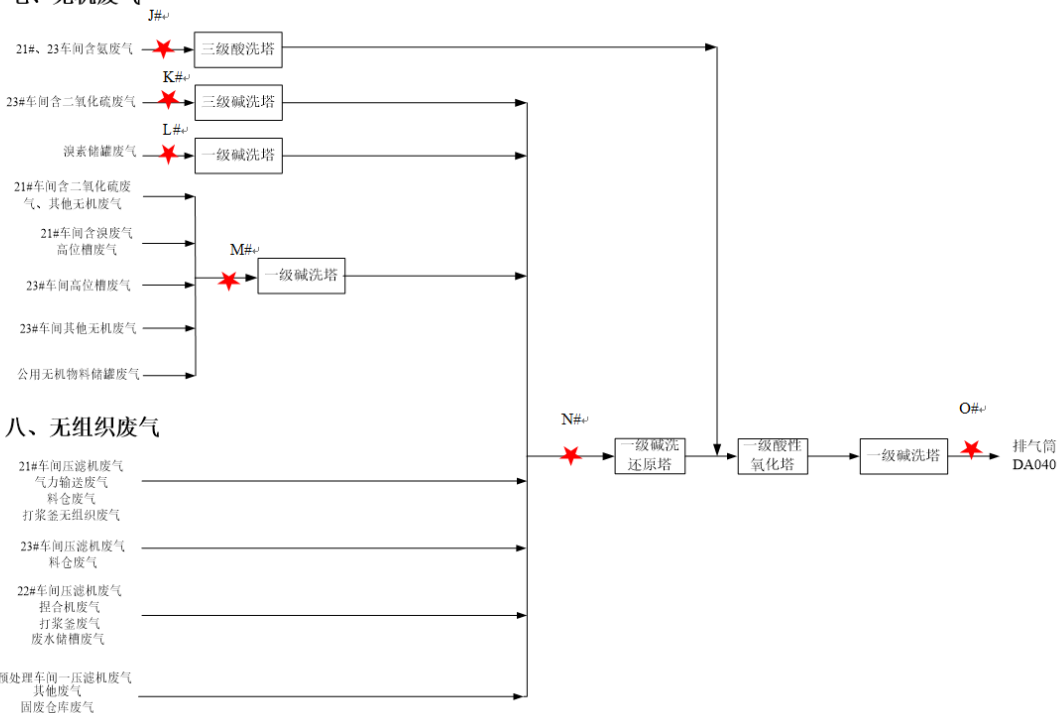 七、无机废气
J#
21#、23车间含氨废气
三级酸洗塔
K#
23#车间含二氧化硫废气
三级碱洗塔
L#
溴素储罐废气
一级碱洗塔
21#车间含二氧化硫废
气、其他无机废气
21#车间含溴废气
高位槽废气
M#
一级碱洗塔
23#车间高位槽废气
23#车间其他无机废气
公用无机物料储罐废气
八、无组织废气
N#
O#
一级碱洗
还原塔
一级酸性
氧化塔
一级碱洗塔
排气筒
DA040
21#车间压滤机废气
气力输送废气
料仓废气
打浆釜无组织废气
23#车间压滤机废气
料仓废气
22#车间压滤机废气
捏合机废气
打浆釜废气
废水储槽废气
预处理车间一压滤机废气
其他废气
固废仓库废气